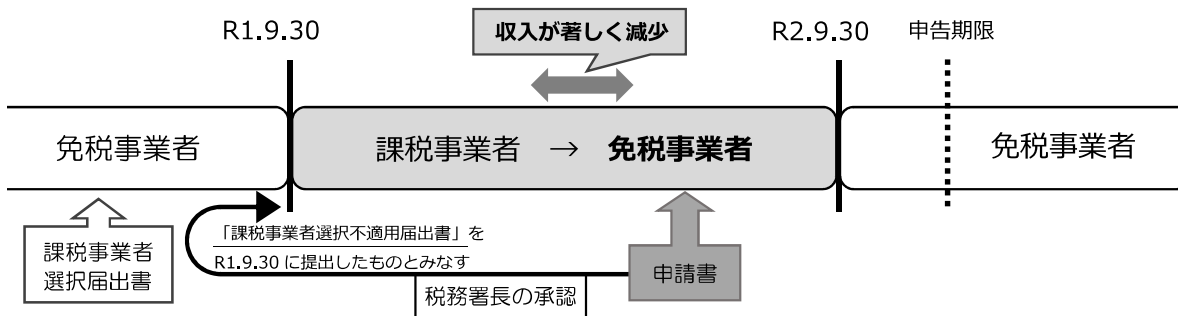 R1.9.30
収入が著しく減少
R2.9.30
申告期限
免税事業者
課税事業者 → 免税事業者
免税事業者
課税事業者
選択届出書
「課税事業者選択不適用届出書」を
R1.9.30 に提出したものとみなす
税務署長の承認
申請書